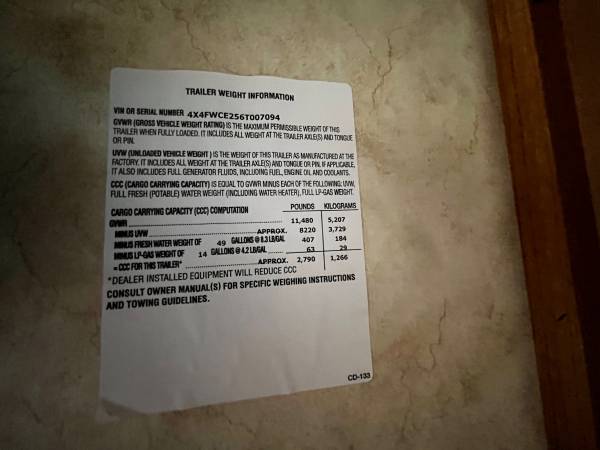 TRAILER WEIGHT INFORMATION
VIN OR SERIAL NUMBER 4X4FWCE256T007094
GVWR (GROSS VEHICLE WEIGHT RATING) IS THE MAXIMUM PERMISSIBLE WEIGHT OF THIS
TRAILER WHEN FULLY LOADED. IT INCLUDES ALL WEIGHT AT THE TRAILER AXLE(S) AND TONGUE
OR PIN.
UVW (UNLOADED VEHICLE WEIGHT ) IS THE WEIGHT OF THIS TRAILER AS MANUFACTURED AT THE
FACTORY. IT INCLUDES ALL WEIGHT AT THE TRAILER AXLE(S) AND TONGUE OR PIN. IF APPLICABLE,
IT ALSO INCLUDES FULL GENERATOR FLUIDS, INCLUDING FUEL, ENGINE OIL AND COOLANTS.
CCC (CARGO CARRYING CAPACITY) IS EQUAL TO GVWR MINUS EACH OF THE FOLLOWING: UVW,
FULL FRESH (POTABLE) WATER WEIGHT (INCLUDING WATER HEATER), FULL LP-GAS WEIGHT.
CARGO CARRYING CAPACITY (CCC) COMPUTATION POUNDS KILOGRAMS
GVWR 11,480 5,207
MINUS UVW APPROX. 8220 3,729
MINUS FRESH WATER WEIGHT OF 49 GALLONS @ 8.3 LB/GAL 407 184
MINUS LP-GAS WEIGHT OF 14 GALLONS @ 4.2 LB/GAL 63 29
= CCC FOR THIS TRAILER* APPROX. 2,790 1,266
*DEALER INSTALLED EQUIPMENT WILL REDUCE CCC
CONSULT OWNER MANUAL(S) FOR SPECIFIC WEIGHING INSTRUCTIONS
AND TOWING GUIDELINES.
CD-133